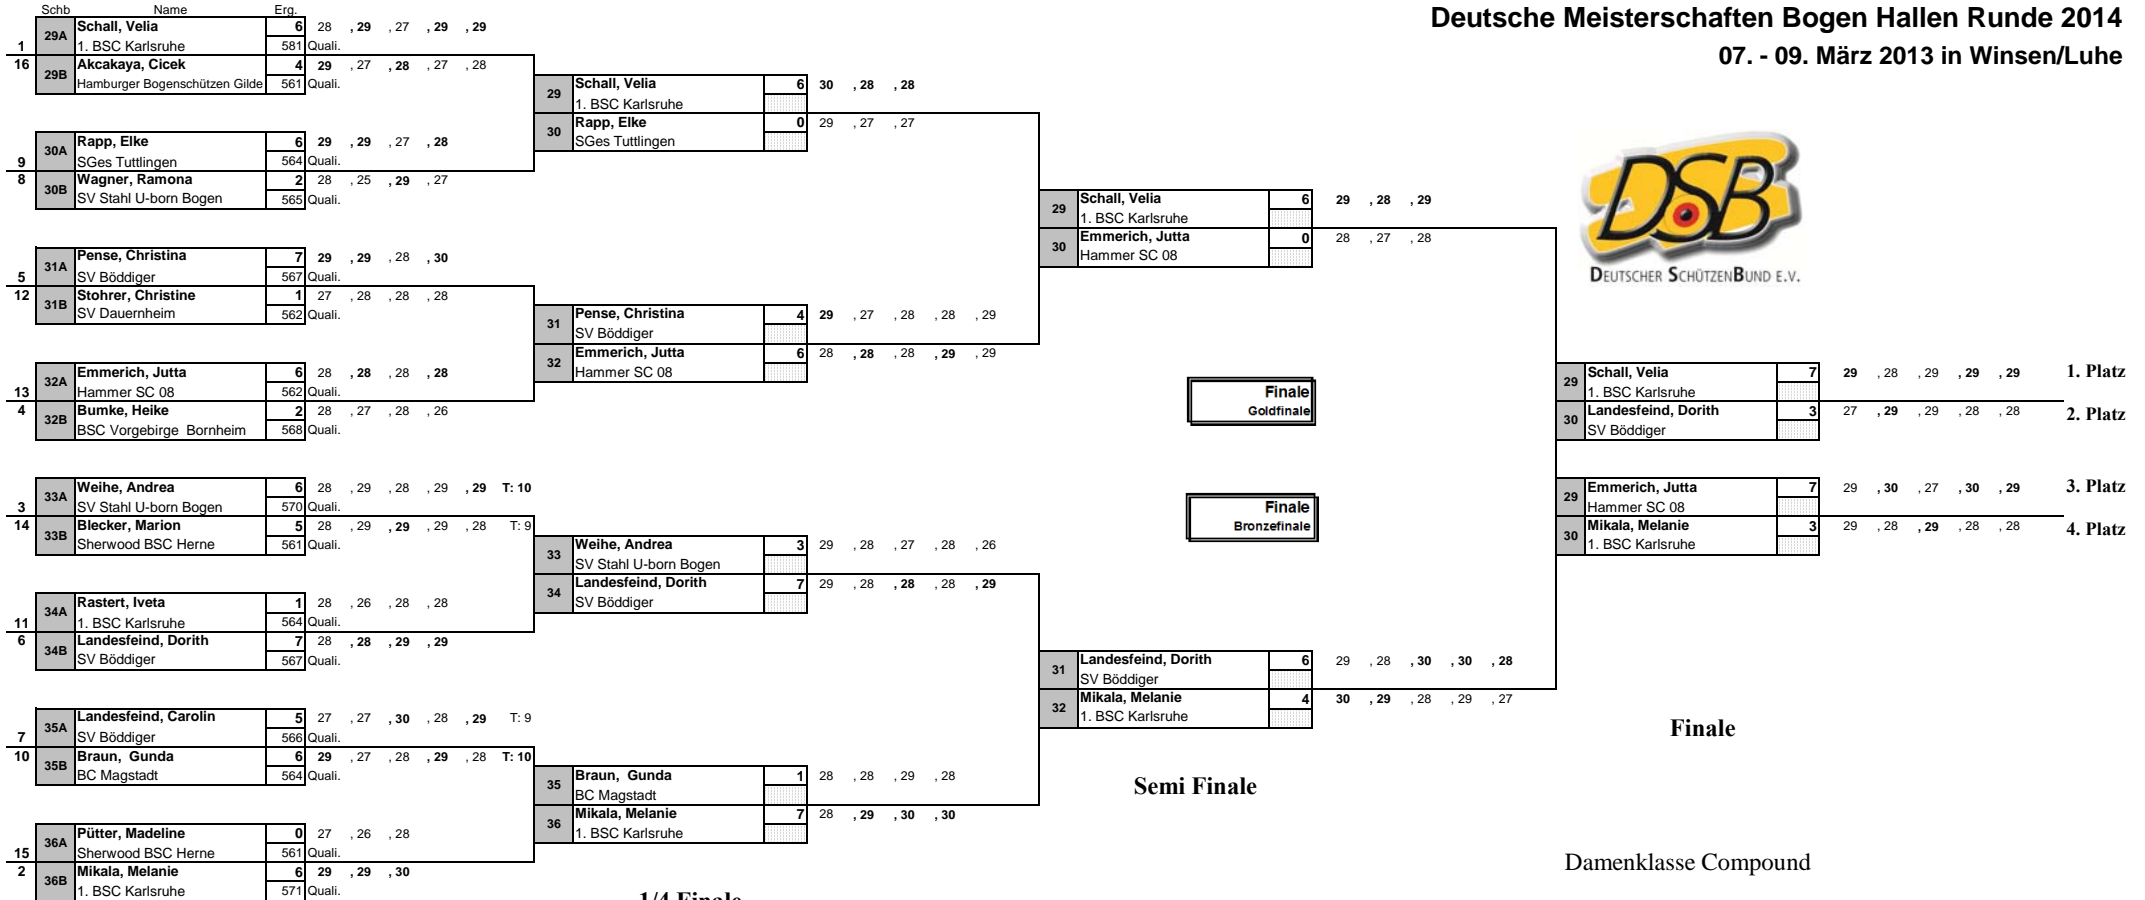 Deutsche Meisterschaften Bogen Hallen Runde 2014
07. - 09. März 2013 in Winsen/Luhe
Schb Name Erg.
29A Schall, Velia 6 28 , 29 , 27 , 29 , 29
1 1. BSC Karlsruhe 581 Quali.
16 29B Akcakaya, Cicek 4 29 , 27 , 28 , 27 , 28
Hamburger Bogenschützen Gilde 561 Quali.
30A Rapp, Elke 6 29 , 29 , 27 , 28
9 SGes Tuttlingen 564 Quali.
8 30B Wagner, Ramona 2 28 , 25 , 29 , 27
SV Stahl U-born Bogen 565 Quali.
31A Pense, Christina 7 29 , 29 , 28 , 30
5 SV Böddiger 567 Quali.
12 31B Stohrer, Christine 1 27 , 28 , 28 , 28
SV Dauernheim 562 Quali.
32A Emmerich, Jutta 6 28 , 28 , 28 , 28
13 Hammer SC 08 562 Quali.
4 32B Bumke, Heike 2 28 , 27 , 28 , 26
BSC Vorgebirge Bornheim 568 Quali.
33A Weihe, Andrea 6 28 , 29 , 28 , 29 , 29 T: 10
3 SV Stahl U-born Bogen 570 Quali.
14 33B Blecker, Marion 5 28 , 29 , 29 , 29 , 28 T: 9
Sherwood BSC Herne 561 Quali.
34A Rastert, Iveta 1 28 , 26 , 28 , 28
11 1. BSC Karlsruhe 564 Quali.
6 34B Landesfeind, Dorith 7 28 , 28 , 29 , 29
SV Böddiger 567 Quali.
35A Landesfeind, Carolin 5 27 , 27 , 30 , 28 , 29 T: 9
7 SV Böddiger 566 Quali.
10 35B Braun, Gunda 6 29 , 27 , 28 , 29 , 28 T: 10
BC Magstadt 564 Quali.
36A Pütter, Madeline 0 27 , 26 , 28
15 Sherwood BSC Herne 561 Quali.
2 36B Mikala, Melanie 6 29 , 29 , 30
1. BSC Karlsruhe 571 Quali.
29 Schall, Velia 6 30 , 28 , 28
1. BSC Karlsruhe
30 Rapp, Elke 0 29 , 27 , 27
SGes Tuttlingen
31 Pense, Christina 4 29 , 27 , 28 , 28 , 29
SV Böddiger
32 Emmerich, Jutta 6 28 , 28 , 28 , 29 , 29
Hammer SC 08
33 Weihe, Andrea 3 29 , 28 , 27 , 28 , 26
SV Stahl U-born Bogen
34 Landesfeind, Dorith 7 29 , 28 , 28 , 28 , 29
SV Böddiger
35 Braun, Gunda 1 28 , 28 , 29 , 28
BC Magstadt
36 Mikala, Melanie 7 28 , 29 , 30 , 30
1. BSC Karlsruhe
1/4 Finale
29 Schall, Velia 6 29 , 28 , 29
1. BSC Karlsruhe
30 Emmerich, Jutta 0 28 , 27 , 28
Hammer SC 08
Finale
Goldfinale
Finale
Bronzefinale
31 Landesfeind, Dorith 6 29 , 28 , 30 , 30 , 28
SV Böddiger
32 Mikala, Melanie 4 30 , 29 , 28 , 29 , 27
1. BSC Karlsruhe
Semi Finale
DSB
DEUTSCHER SCHÜTZENBUND E.V.
29 Schall, Velia 7 29 , 28 , 29 , 29 , 29 1. Platz
1. BSC Karlsruhe
30 Landesfeind, Dorith 3 27 , 29 , 29 , 28 , 28 2. Platz
SV Böddiger
29 Emmerich, Jutta 7 29 , 30 , 27 , 30 , 29 3. Platz
Hammer SC 08
30 Mikala, Melanie 3 29 , 28 , 29 , 28 , 28 4. Platz
1. BSC Karlsruhe
Finale
Damenklasse Compound